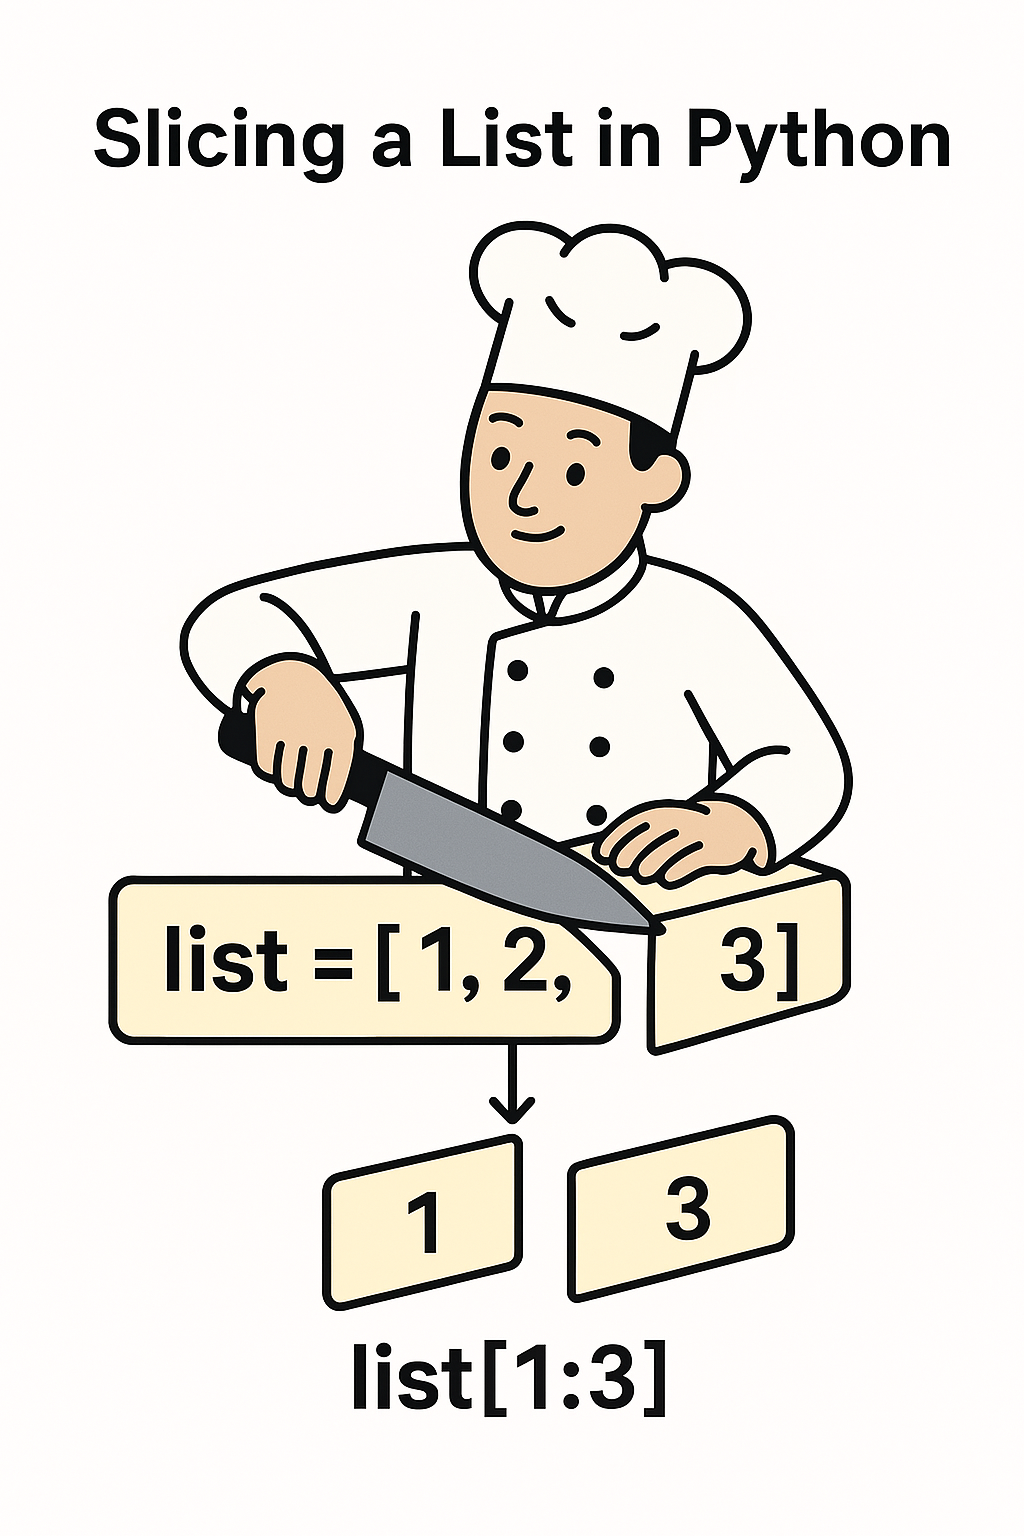 Slicing a List in Python
list = [ 1, 2, 3 ]
1 3
list[1:3]